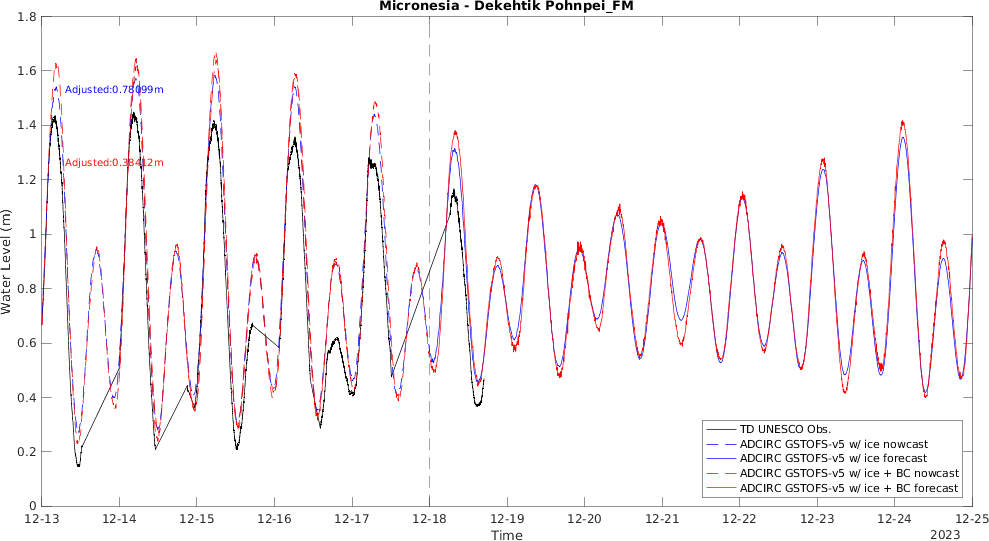 Micronesia - Dekehtik Pohnpei_FM
Water Level (m)
1.8
1.6
1.4
1.2
1
0.8
0.6
0.4
0.2
0
Adjusted:0.78099m
Adjusted:0.38412m
TD UNESCO Obs.
ADCIRC GSTOFS-v5 w/ ice nowcast
ADCIRC GSTOFS-v5 w/ ice forecast
ADCIRC GSTOFS-v5 w/ ice + BC nowcast
ADCIRC GSTOFS-v5 w/ ice + BC forecast
12-13 12-14 12-15 12-16 12-17 12-18 12-19 12-20 12-21 12-22 12-23 12-24 12-25
Time
2023